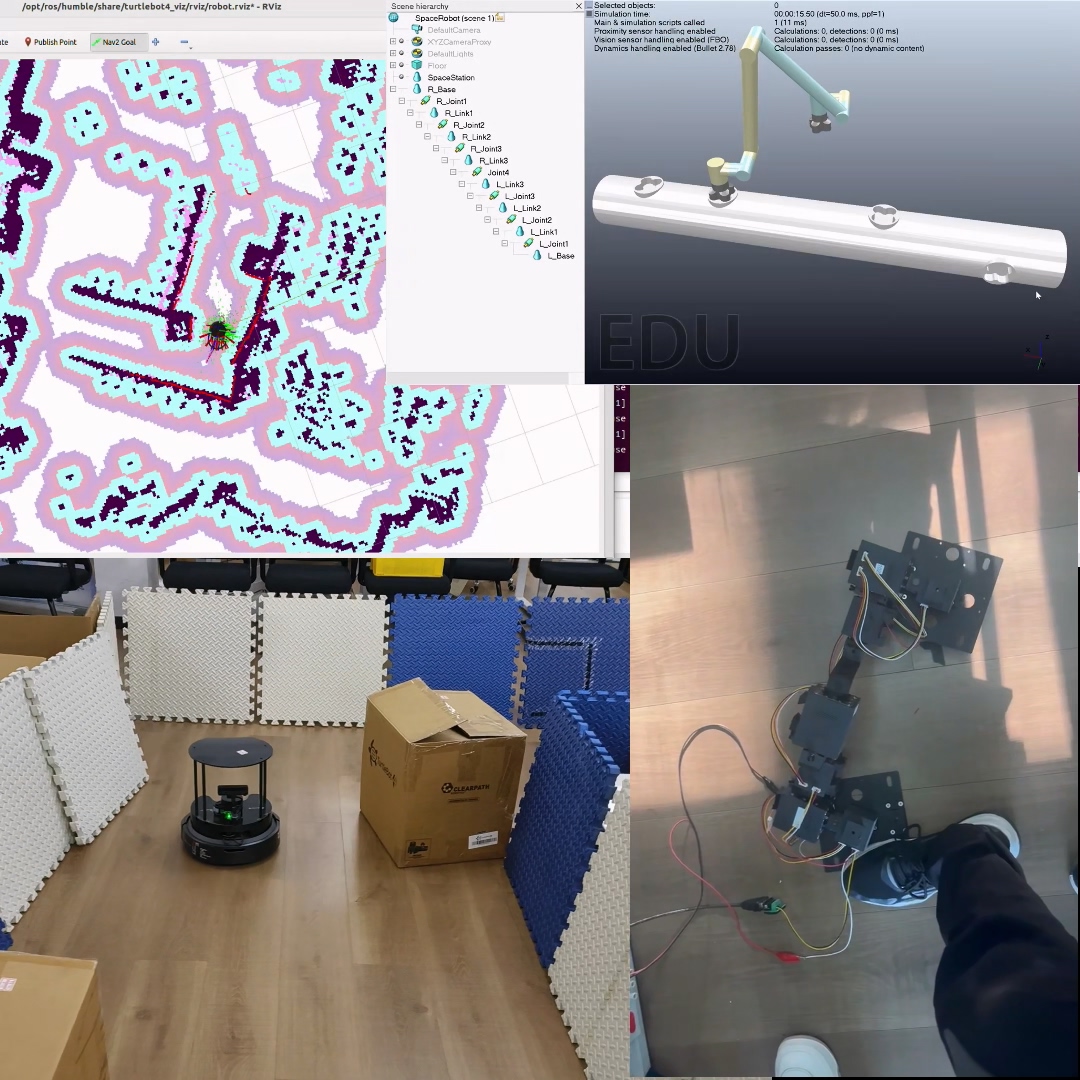 /opt/ros/humble/share/turtlebot4_viz/rviz/robot.rviz* - RViz
Publish Point
Nav2 Goal
Scene hierarchy
SpaceRobot (scene 1)
DefaultCamera
XYZCameraProxy
DefaultLights
Floor
SpaceStation
R_Base
R_Joint1
R_Link1
R_Joint2
R_Link2
R_Joint3
R_Link3
Joint4
L_Link3
L_Joint3
L_Link2
L_Joint2
L_Link1
L_Joint1
L_Base
Selected objects: 0
Simulation time: 00:00:15.50 (dt=50.0 ms, ppf=1)
Main & simulation scripts called 1 (11 ms)
Proximity sensor handling enabled Calculations: 0, detections: 0 (0 ms)
Vision sensor handling enabled (FBO) Calculations: 0, detections: 0 (0 ms)
Dynamics handling enabled (Bullet 2.78) Calculation passes: 0 (no dynamic content)
EDU
se
1]
se
1]
se
CLEARPATH